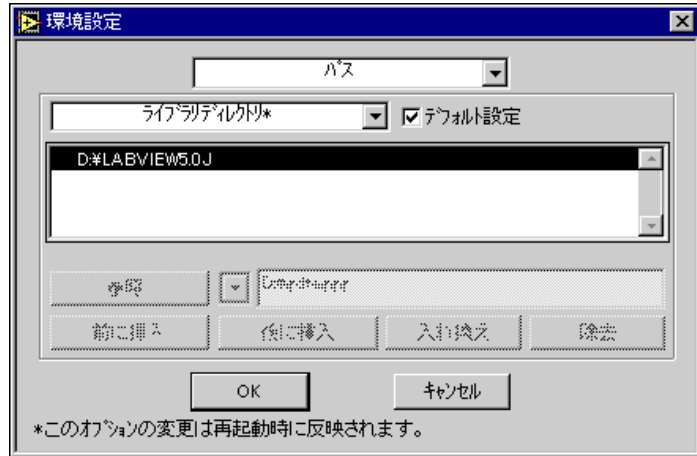 環境設定
パス
ライブラリディレクトリ*
デフォルト設定
D:¥LABVIEW5.0J
参照
前に挿入
後に挿入
入れ換え
除去
OK
キャンセル
*このオプションの変更は再起動時に反映されます。